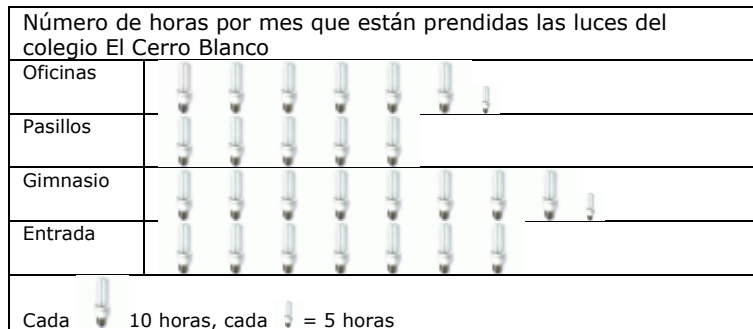 Número de horas por mes que están prendidas las luces del
colegio El Cerro Blanco
Oficinas
Pasillos
Gimnasio
Entrada
Cada 10 horas, cada = 5 horas